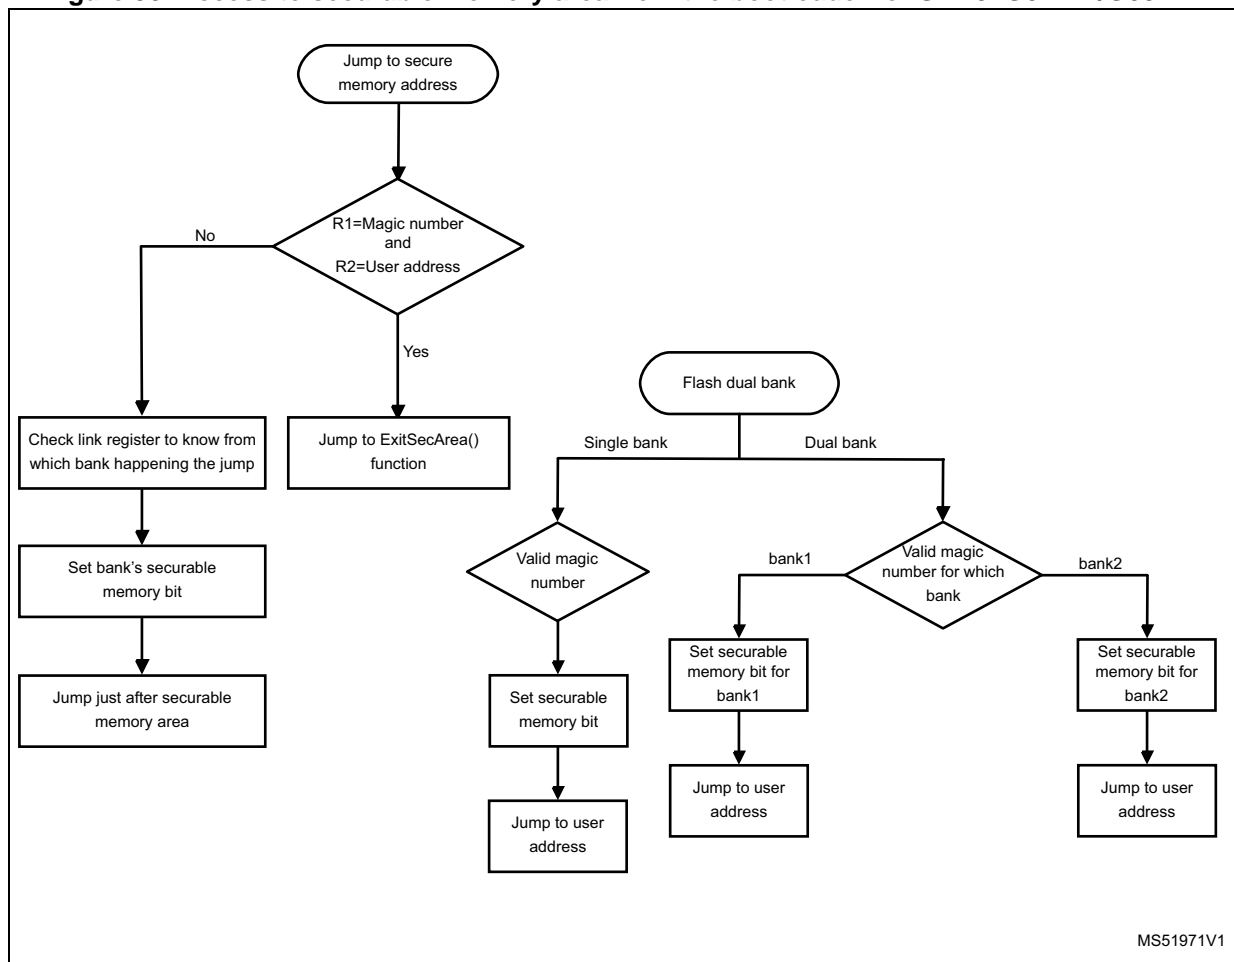 Jump to secure
memory address
R1=Magic number
and
R2=User address
No
Yes
Check link register to know from
which bank happening the jump
Jump to ExitSecArea()
function
Set bank's securable
memory bit
Jump just after securable
memory area
Flash dual bank
Single bank
Dual bank
Valid magic
number
Valid magic
number for which
bank
bank1
bank2
Set securable
memory bit
Set securable
memory bit for
bank1
Set securable
memory bit for
bank2
Jump to user
address
Jump to user
address
Jump to user
address
MS51971V1